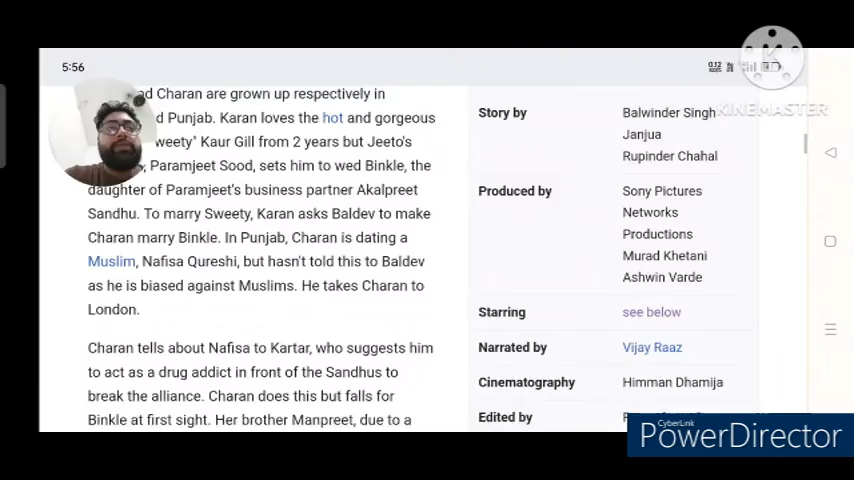 5:56
KINEMASTER
ad Charan are grown up respectively in
d Punjab. Karan loves the hot and gorgeous
weety" Kaur Gill from 2 years but Jeeto's
Paramjeet Sood, sets him to wed Binkle, the
daughter of Paramjeet's business partner Akalpreet
Sandhu. To marry Sweety, Karan asks Baldev to make
Charan marry Binkle. In Punjab, Charan is dating a
Muslim, Nafisa Qureshi, but hasn't told this to Baldev
as he is biased against Muslims. He takes Charan to
London.
Charan tells about Nafisa to Kartar, who suggests him
to act as a drug addict in front of the Sandhus to
break the alliance. Charan does this but falls for
Binkle at first sight. Her brother Manpreet, due to a
Story by
Balwinder Singh
Janjua
Rupinder Chahal
Produced by
Sony Pictures
Networks
Productions
Murad Khetani
Ashwin Varde
Starring
see below
Narrated by
Vijay Raaz
Cinematography
Himman Dhamija
Edited by
CyberLink
PowerDirector